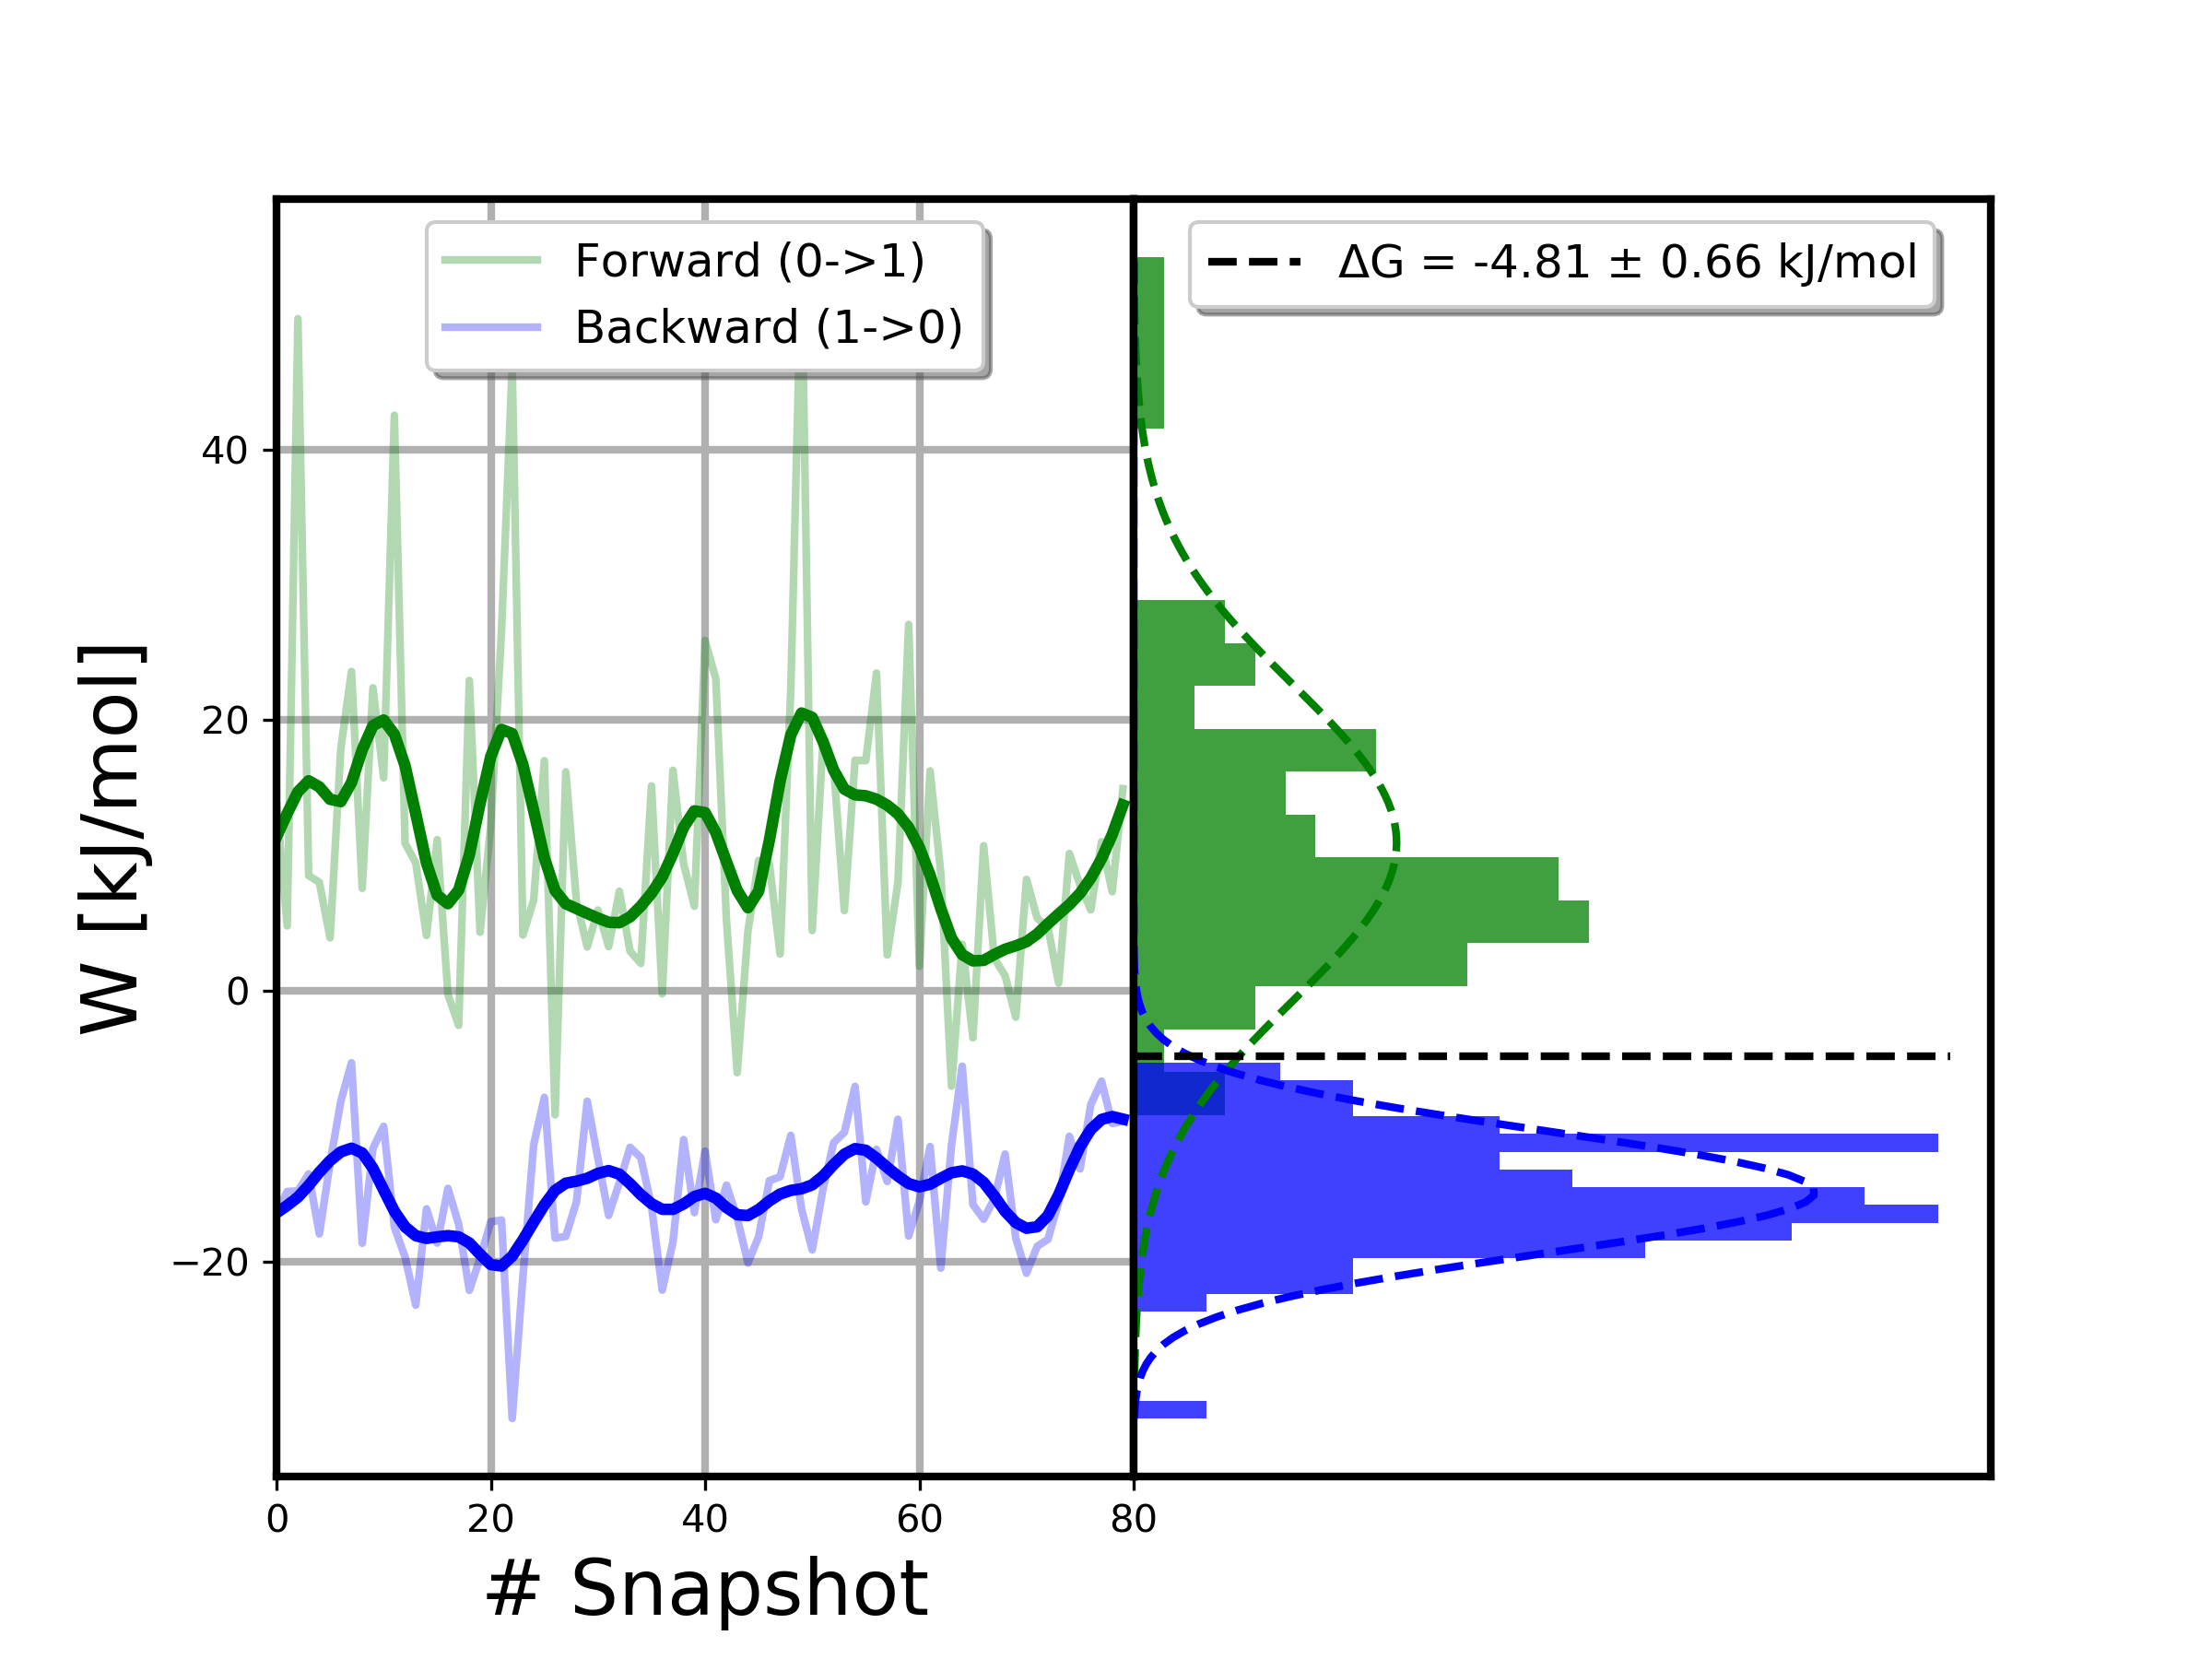 Forward (0->1)
Backward (1->0)
ΔG = -4.81 ± 0.66 kJ/mol
W [kJ/mol]
40
20
0
−20
0 20 40 60 80
# Snapshot